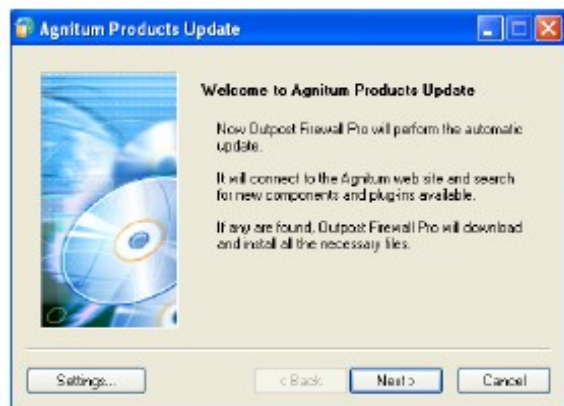 Agnitum Products Update
Welcome to Agnitum Products Update
Now Outpost Firewall Pro will perform the automatic
update.
It will connect to the Agnitum web site and search
for new components and plug-ins available.
If any are found, Outpost Firewall Pro will download
and install all the necessary files.
Settings...
< Back
Next >
Cancel